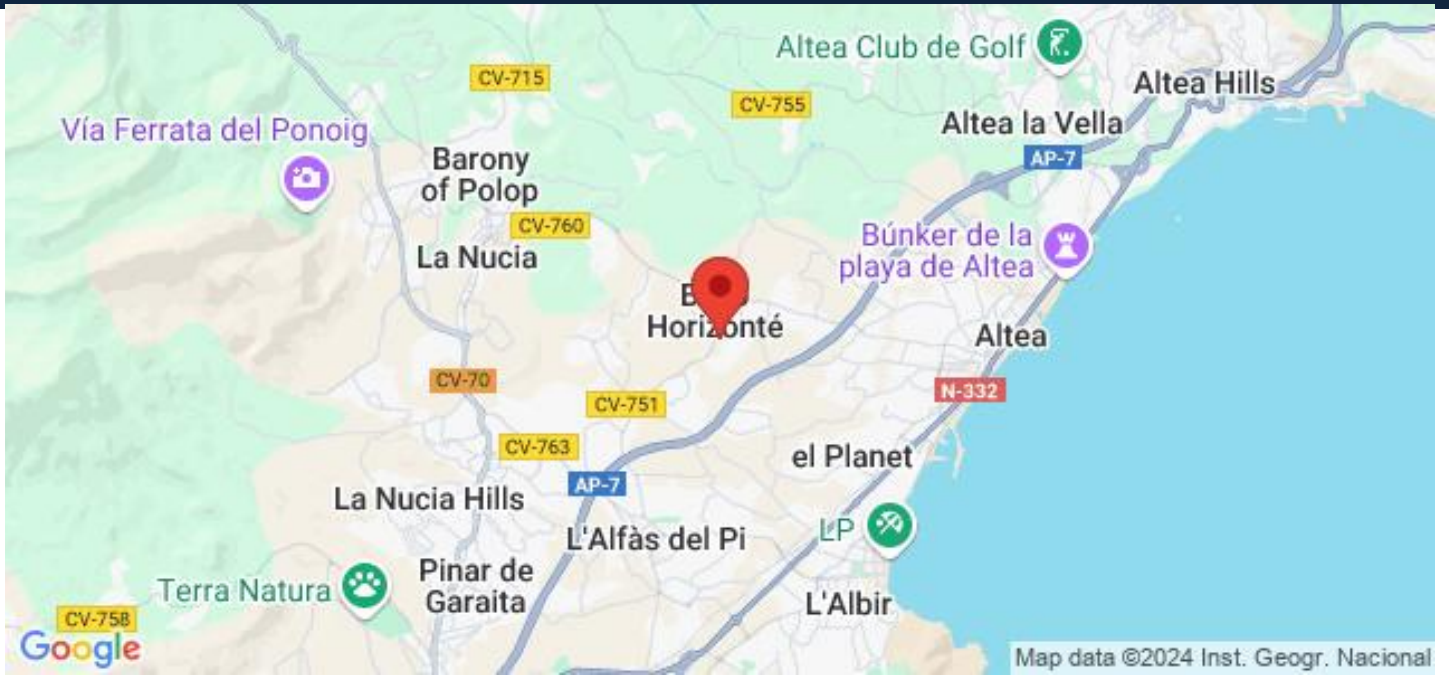 Altea Club de Golf
CV-715
Altea Hills
CV-755
Altea la Vella
Vía Ferrata del Ponoig
Barony
of Polop
AP-7
CV-760
Búnker de la
playa de Altea
La Nucia
Horizonté
Altea
CV-70
N-332
CV-751
CV-763
el Planet
AP-7
La Nucia Hills
L'Alfàs del Pi
LP
Pinar de
Garaita
Terra Natura
L'Albir
CV-758
Google
Map data ©2024 Inst. Geogr. Nacional